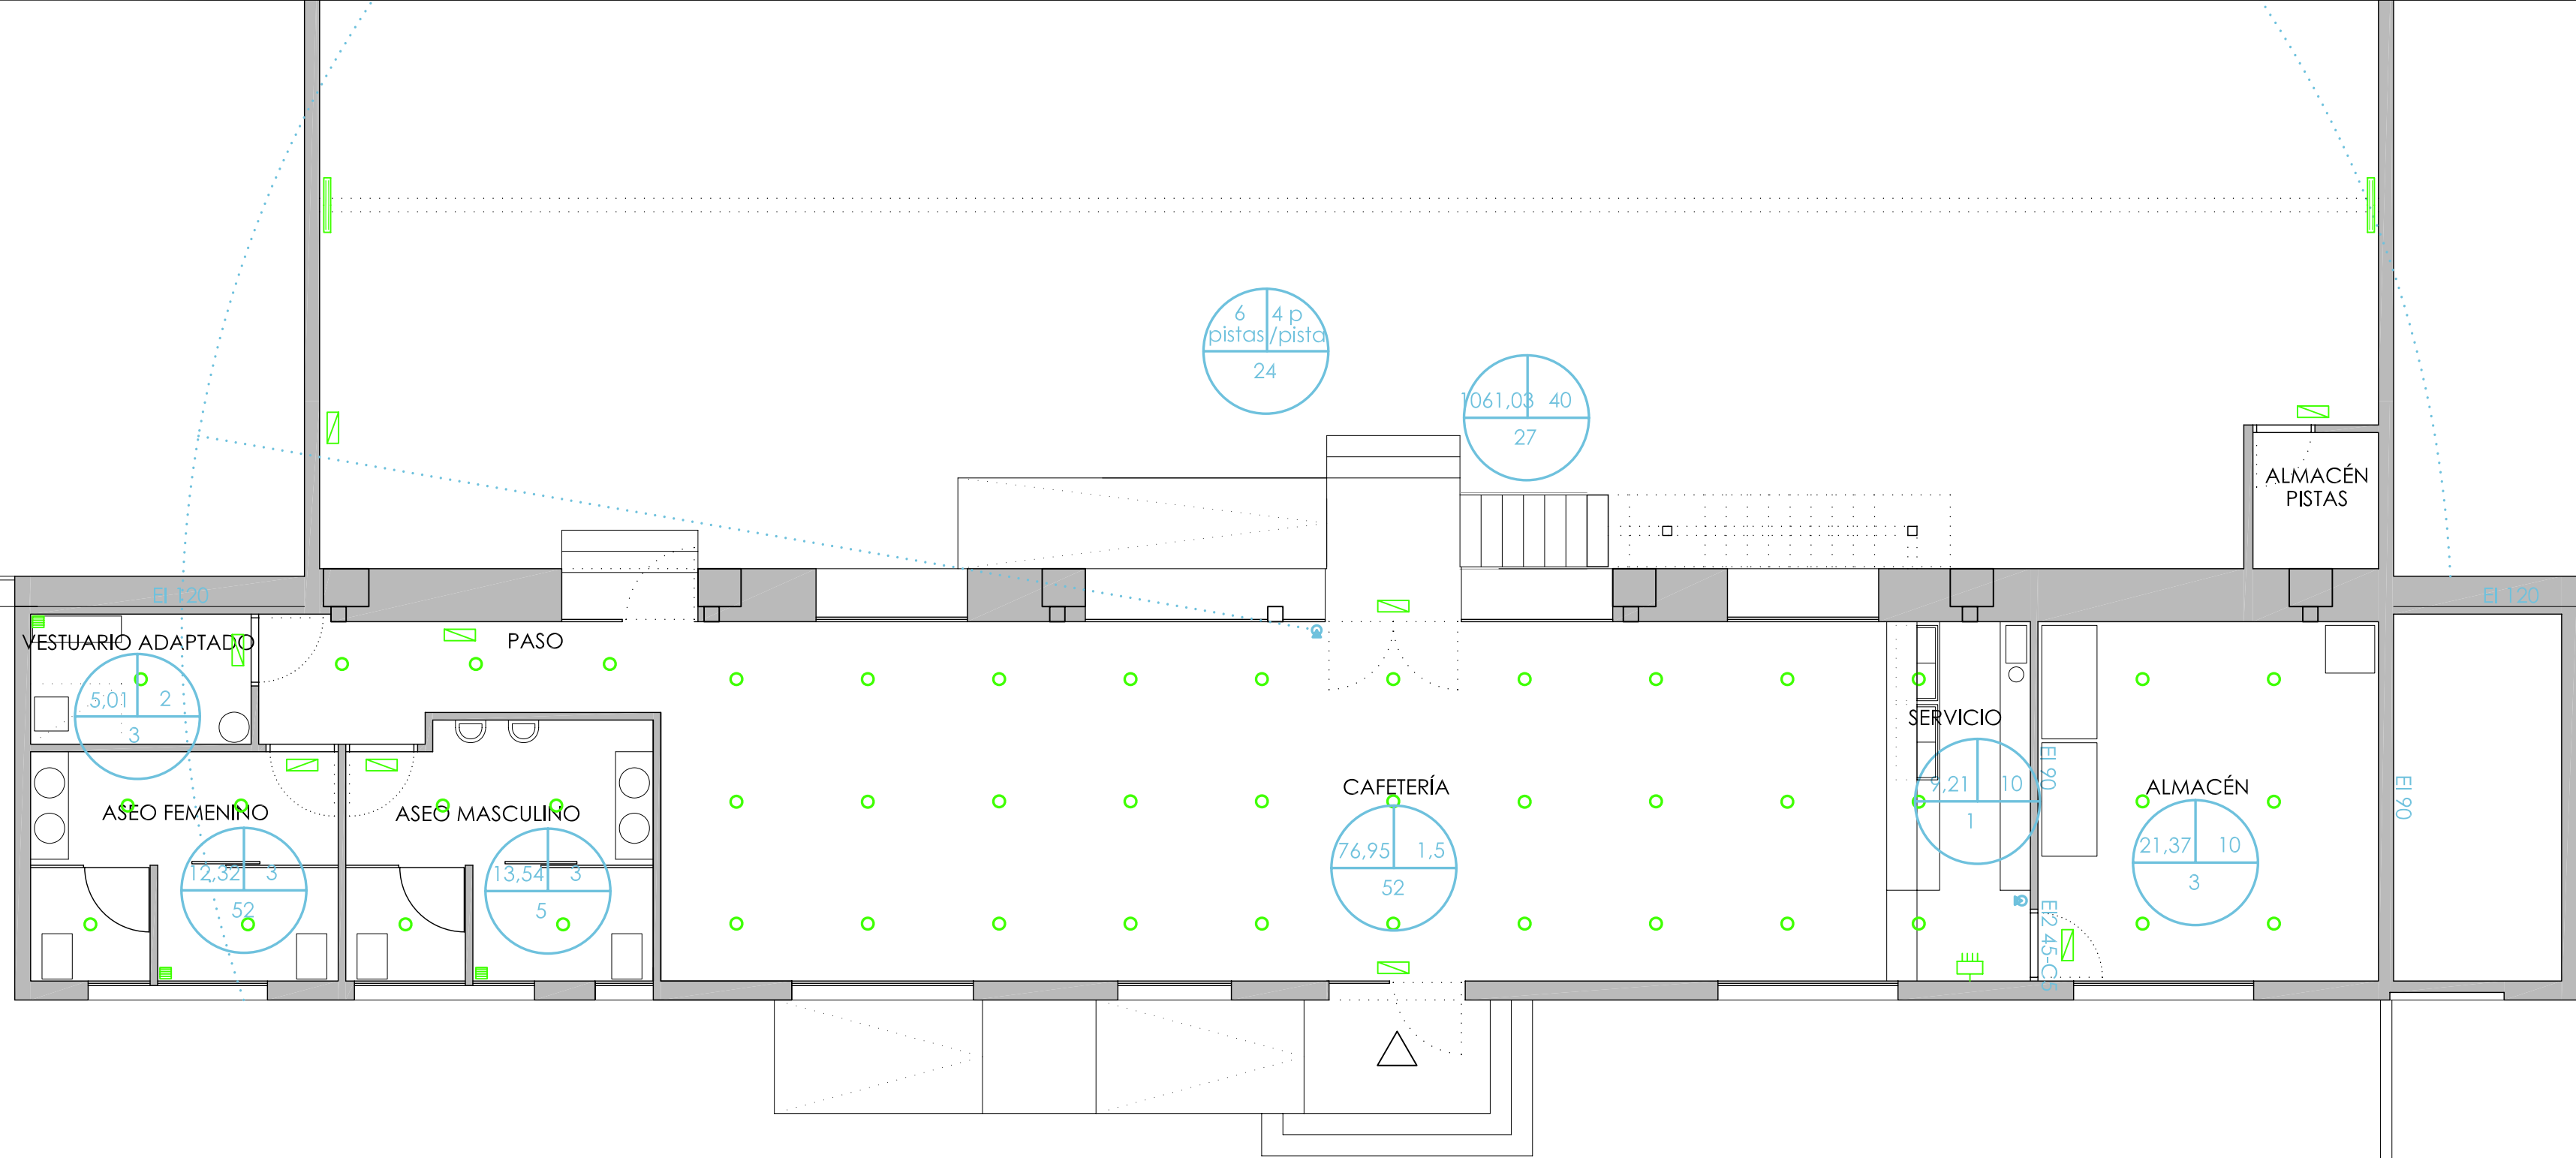 6
4 p
pistas
/pista
24
1061,03
40
27
ALMACÉN
PISTAS
EI 120
EI 120
VESTUARIO ADAPTADO
PASO
5,01
2
3
SERVICIO
9,21
10
1
EI 90
CAFETERÍA
ALMACÉN
EI 90
ASEO FEMENINO
ASEO MASCULINO
12,32
3
52
13,54
3
5
76,95
1,5
52
21,37
10
3
EI2 45-C5